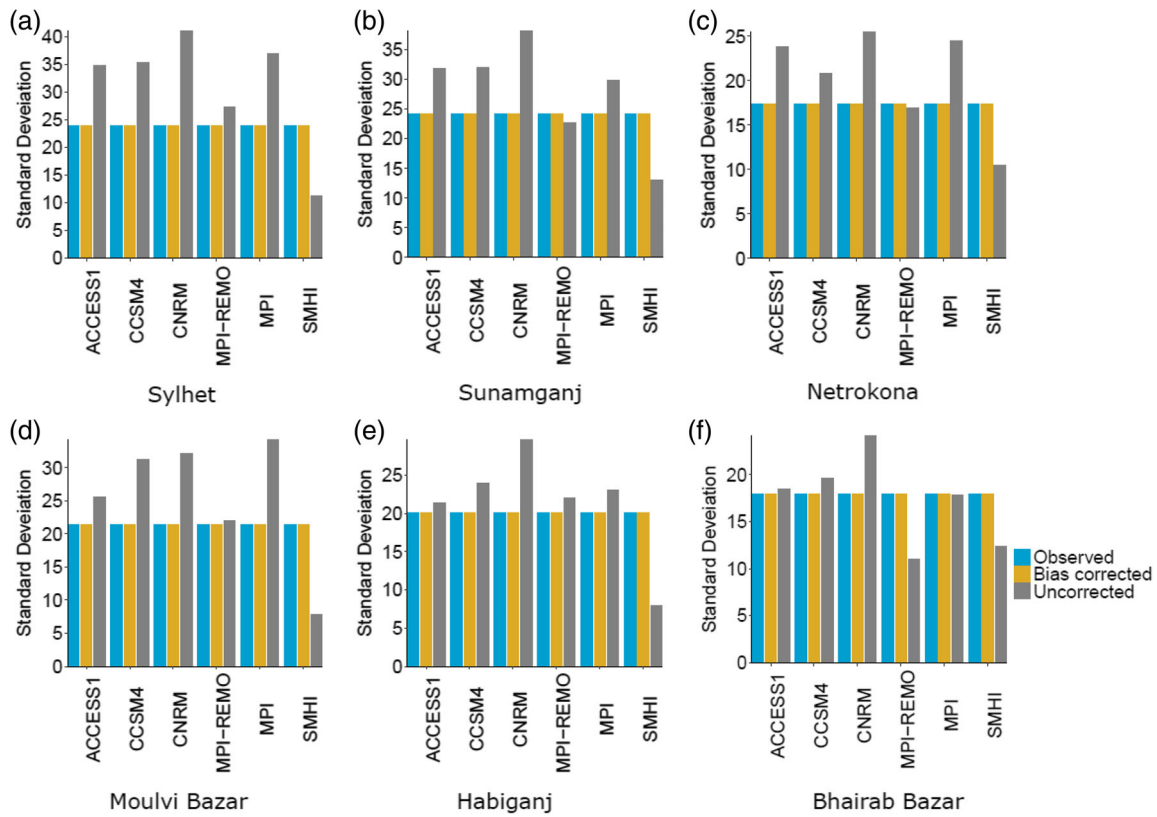 (a)
Standard Deveiation
40
35
30
25
20
15
10
5
0
ACCESS1
CCSM4
CNRM
MPI−REMO
MPI
SMHI
Sylhet
(b)
Standard Deveiation
35
30
25
20
15
10
5
0
ACCESS1
CCSM4
CNRM
MPI−REMO
MPI
SMHI
Sunamganj
(c)
Standard Deveiation
25
20
15
10
5
0
ACCESS1
CCSM4
CNRM
MPI−REMO
MPI
SMHI
Netrokona
(d)
Standard Deveiation
30
25
20
15
10
5
0
ACCESS1
CCSM4
CNRM
MPI−REMO
MPI
SMHI
Moulvi Bazar
(e)
Standard Deveiation
25
20
15
10
5
0
ACCESS1
CCSM4
CNRM
MPI−REMO
MPI
SMHI
Habiganj
(f)
Standard Deveiation
20
15
10
5
0
ACCESS1
CCSM4
CNRM
MPI−REMO
MPI
SMHI
Bhairab Bazar
Observed
Bias corrected
Uncorrected